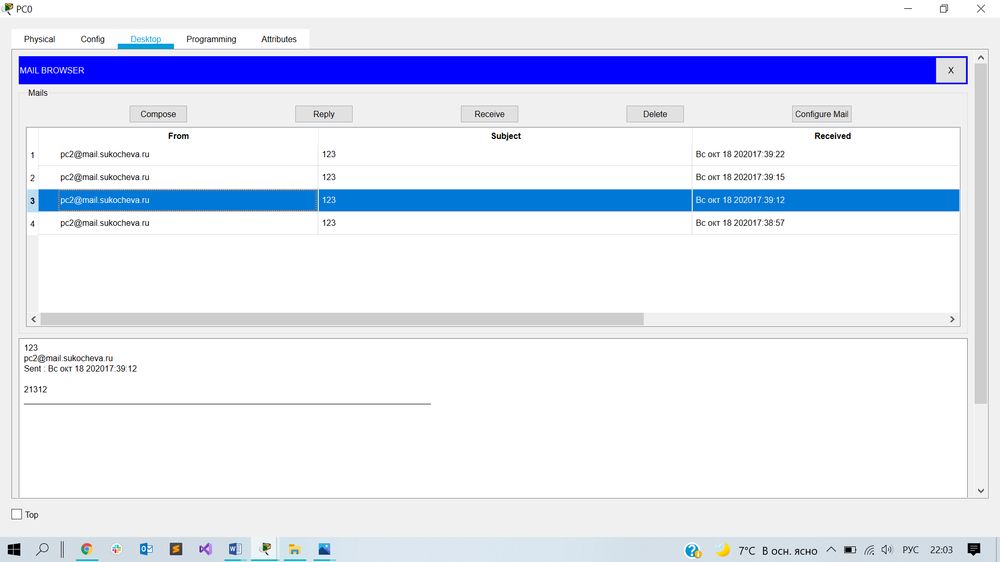 PC0
Physical Config Desktop Programming Attributes
MAIL BROWSER X
Mails
Compose Reply Receive Delete Configure Mail
From Subject Received
1 pc2@mail.sukocheva.ru 123 Вс окт 18 202017:39:22
2 pc2@mail.sukocheva.ru 123 Вс окт 18 202017:39:15
3 pc2@mail.sukocheva.ru 123 Вс окт 18 202017:39:12
4 pc2@mail.sukocheva.ru 123 Вс окт 18 202017:38:57
123
pc2@mail.sukocheva.ru
Sent : Вс окт 18 202017:39:12
21312
Top
7°C В осн. ясно РУС 22:03